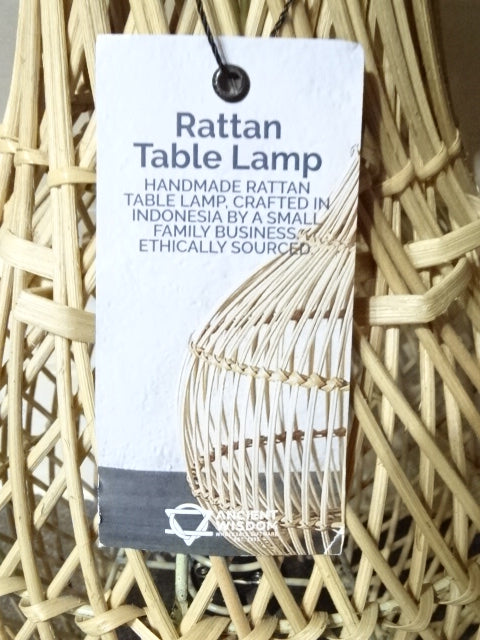 Rattan
Table Lamp
HANDMADE RATTAN
TABLE LAMP, CRAFTED IN
INDONESIA BY A SMALL
FAMILY BUSINESS.
ETHICALLY SOURCED.
ANCIENT
WISDOM